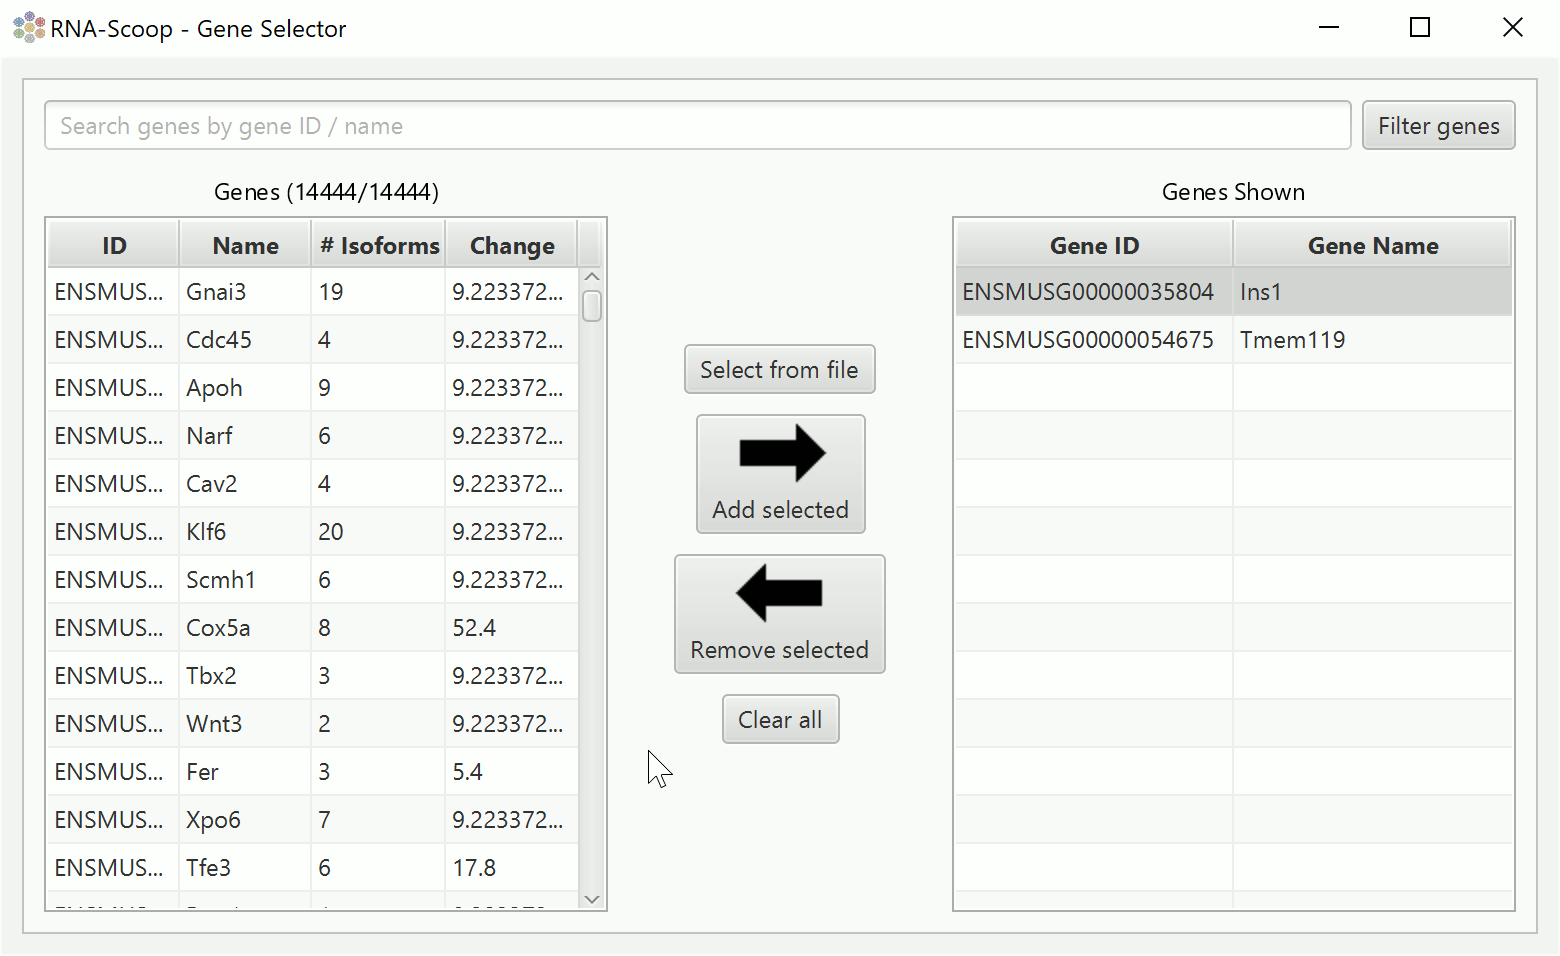 RNA-Scoop - Gene Selector
Search genes by gene ID / name
Filter genes
Genes (14444/14444)
ID Name # Isoforms Change
ENSMUS... Gnai3 19 9.223372...
ENSMUS... Cdc45 4 9.223372...
ENSMUS... Apoh 9 9.223372...
ENSMUS... Narf 6 9.223372...
ENSMUS... Cav2 4 9.223372...
ENSMUS... Klf6 20 9.223372...
ENSMUS... Scmh1 6 9.223372...
ENSMUS... Cox5a 8 52.4
ENSMUS... Tbx2 3 9.223372...
ENSMUS... Wnt3 2 9.223372...
ENSMUS... Fer 3 5.4
ENSMUS... Xpo6 7 9.223372...
ENSMUS... Tfe3 6 17.8
Select from file
Add selected
Remove selected
Clear all
Genes Shown
Gene ID Gene Name
ENSMUSG00000035804 Ins1
ENSMUSG00000054675 Tmem119